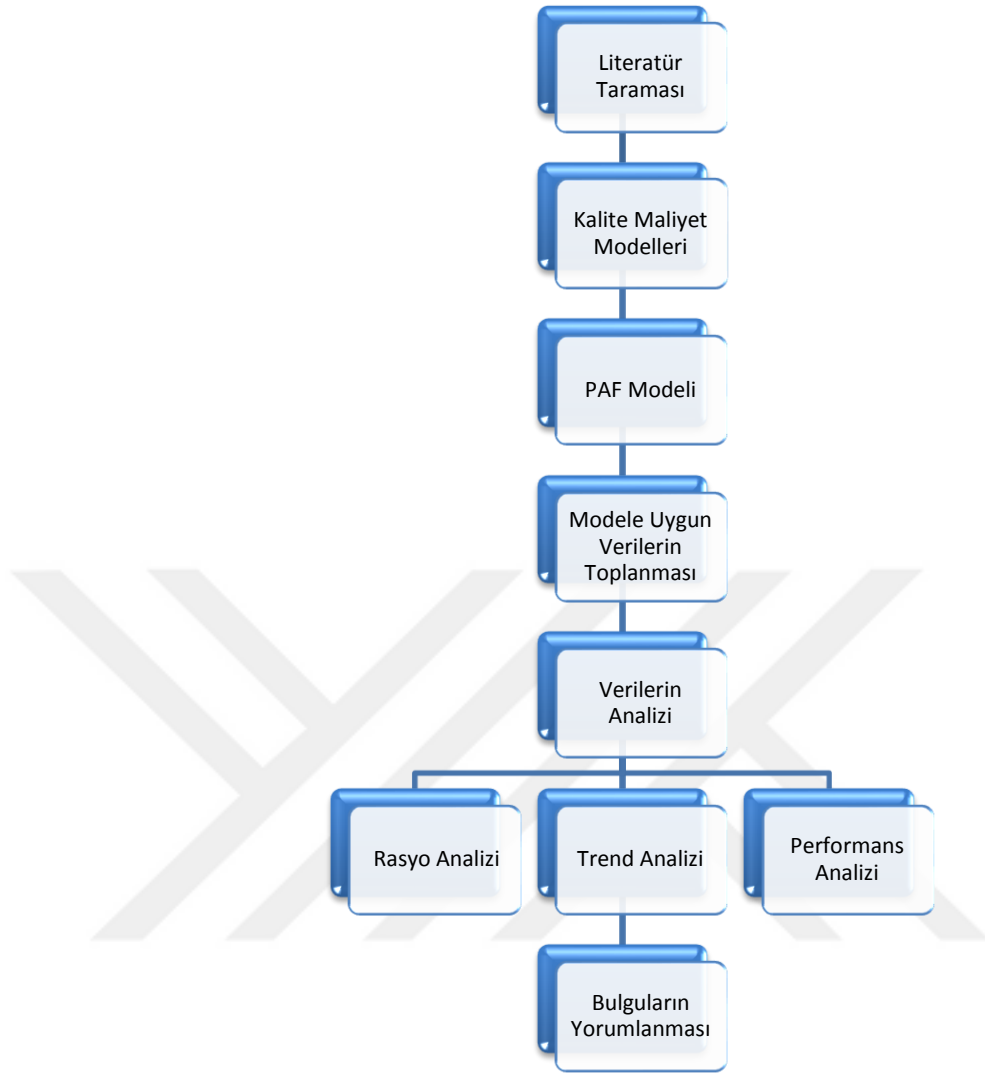 Literatür
Taraması
Kalite Maliyet
Modelleri
PAF Modeli
Modele Uygun
Verilerin
Toplanması
Verilerin
Analizi
Rasyo Analizi
Trend Analizi
Performans
Analizi
Bulguların
Yorumlanması